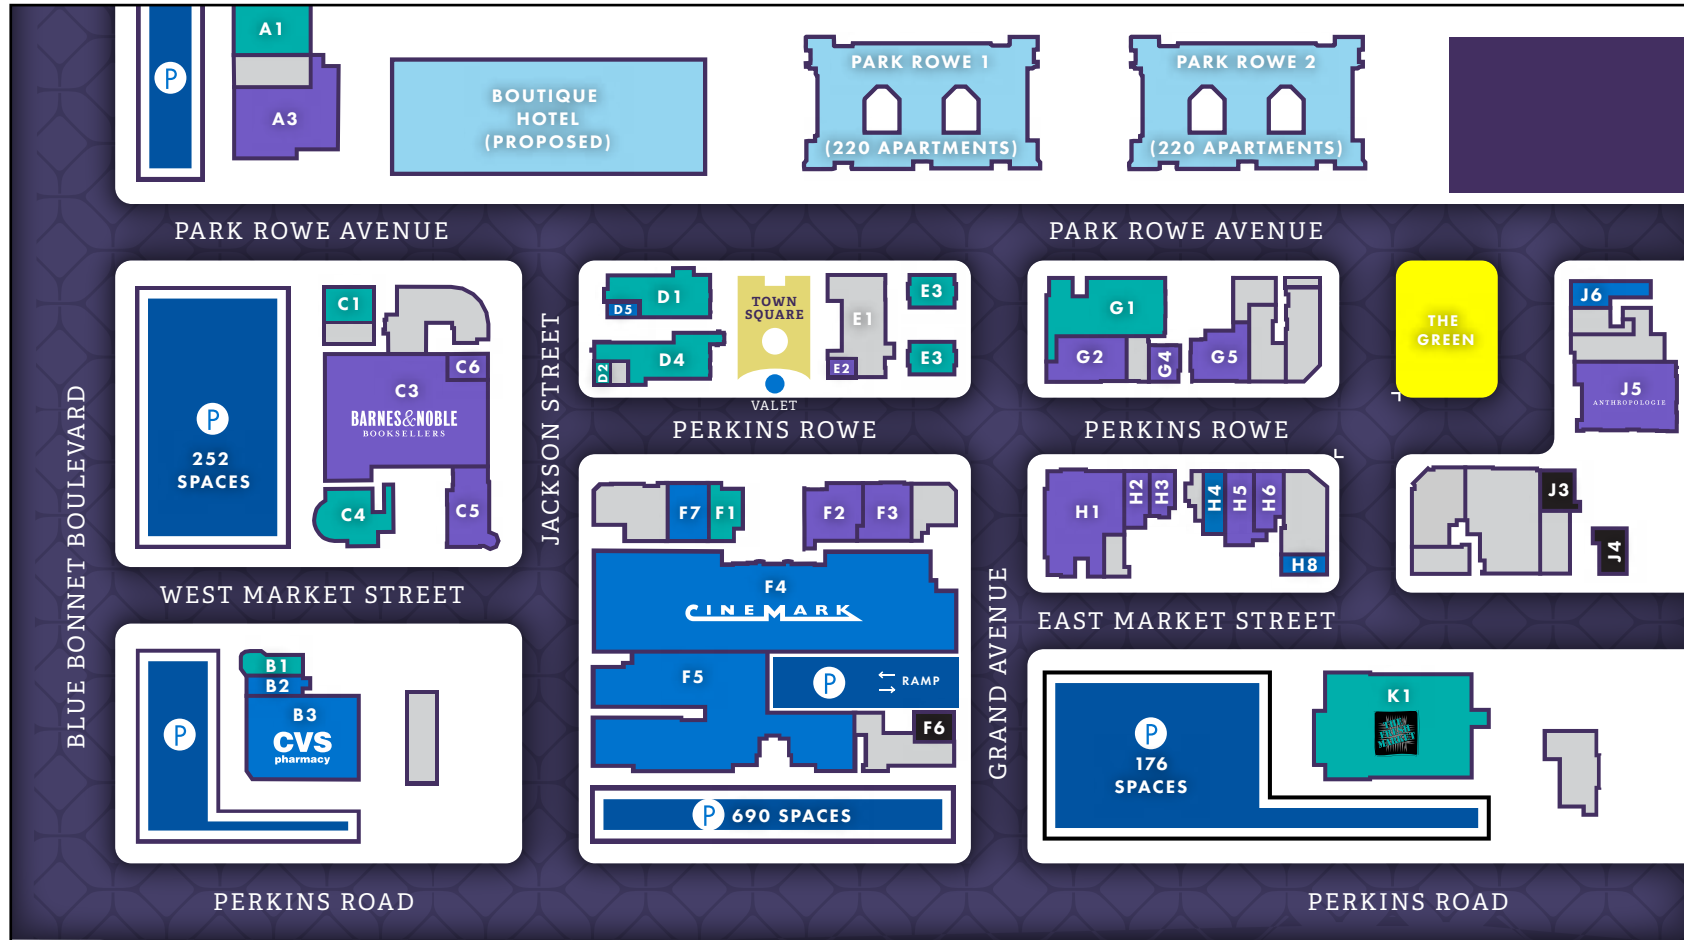 A1
P
A3
BOUTIQUE
HOTEL
(PROPOSED)
PARK ROWE 1
(220 APARTMENTS)
PARK ROWE 2
(220 APARTMENTS)
PARK ROWE AVENUE
PARK ROWE AVENUE
BLUE BONNET BOULEVARD
P
252
SPACES
C1
C6
C3
BARNES&NOBLE
BOOKSELLERS
C4
C5
JACKSON STREET
D1
D5
D4
D2
TOWN
SQUARE
VALET
E1
E2
E3
E3
G1
G2
G4
G5
THE
GREEN
J6
J5
ANTHROPOLOGIE
PERKINS ROWE
PERKINS ROWE
F7
F1
F2
F3
F4
CINEMARK
F5
P
RAMP
F6
P 690 SPACES
GRAND AVENUE
H1
H2
H3
H4
H5
H6
H8
J3
J4
WEST MARKET STREET
EAST MARKET STREET
P
B1
B2
B3
CVS
pharmacy
P
176
SPACES
K1
THE
FRESH
MARKET
PERKINS ROAD
PERKINS ROAD